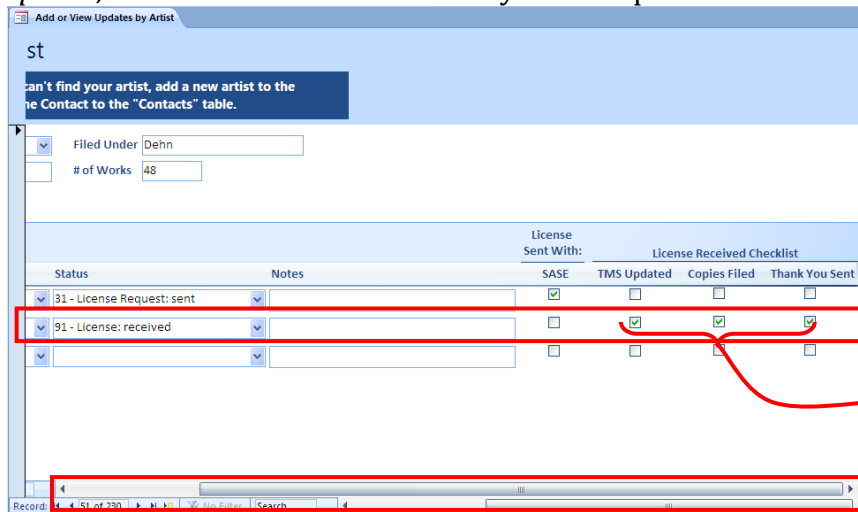 Add or View Updates by Artist
st
can't find your artist, add a new artist to the
he Contact to the "Contacts" table.
Filed Under Dehn
# of Works 48
License
Sent With: License Received Checklist
Status Notes SASE TMS Updated Copies Filed Thank You Sent
31 - License Request: sent
91 - License: received
Record: 51 of 230 No Filter Search